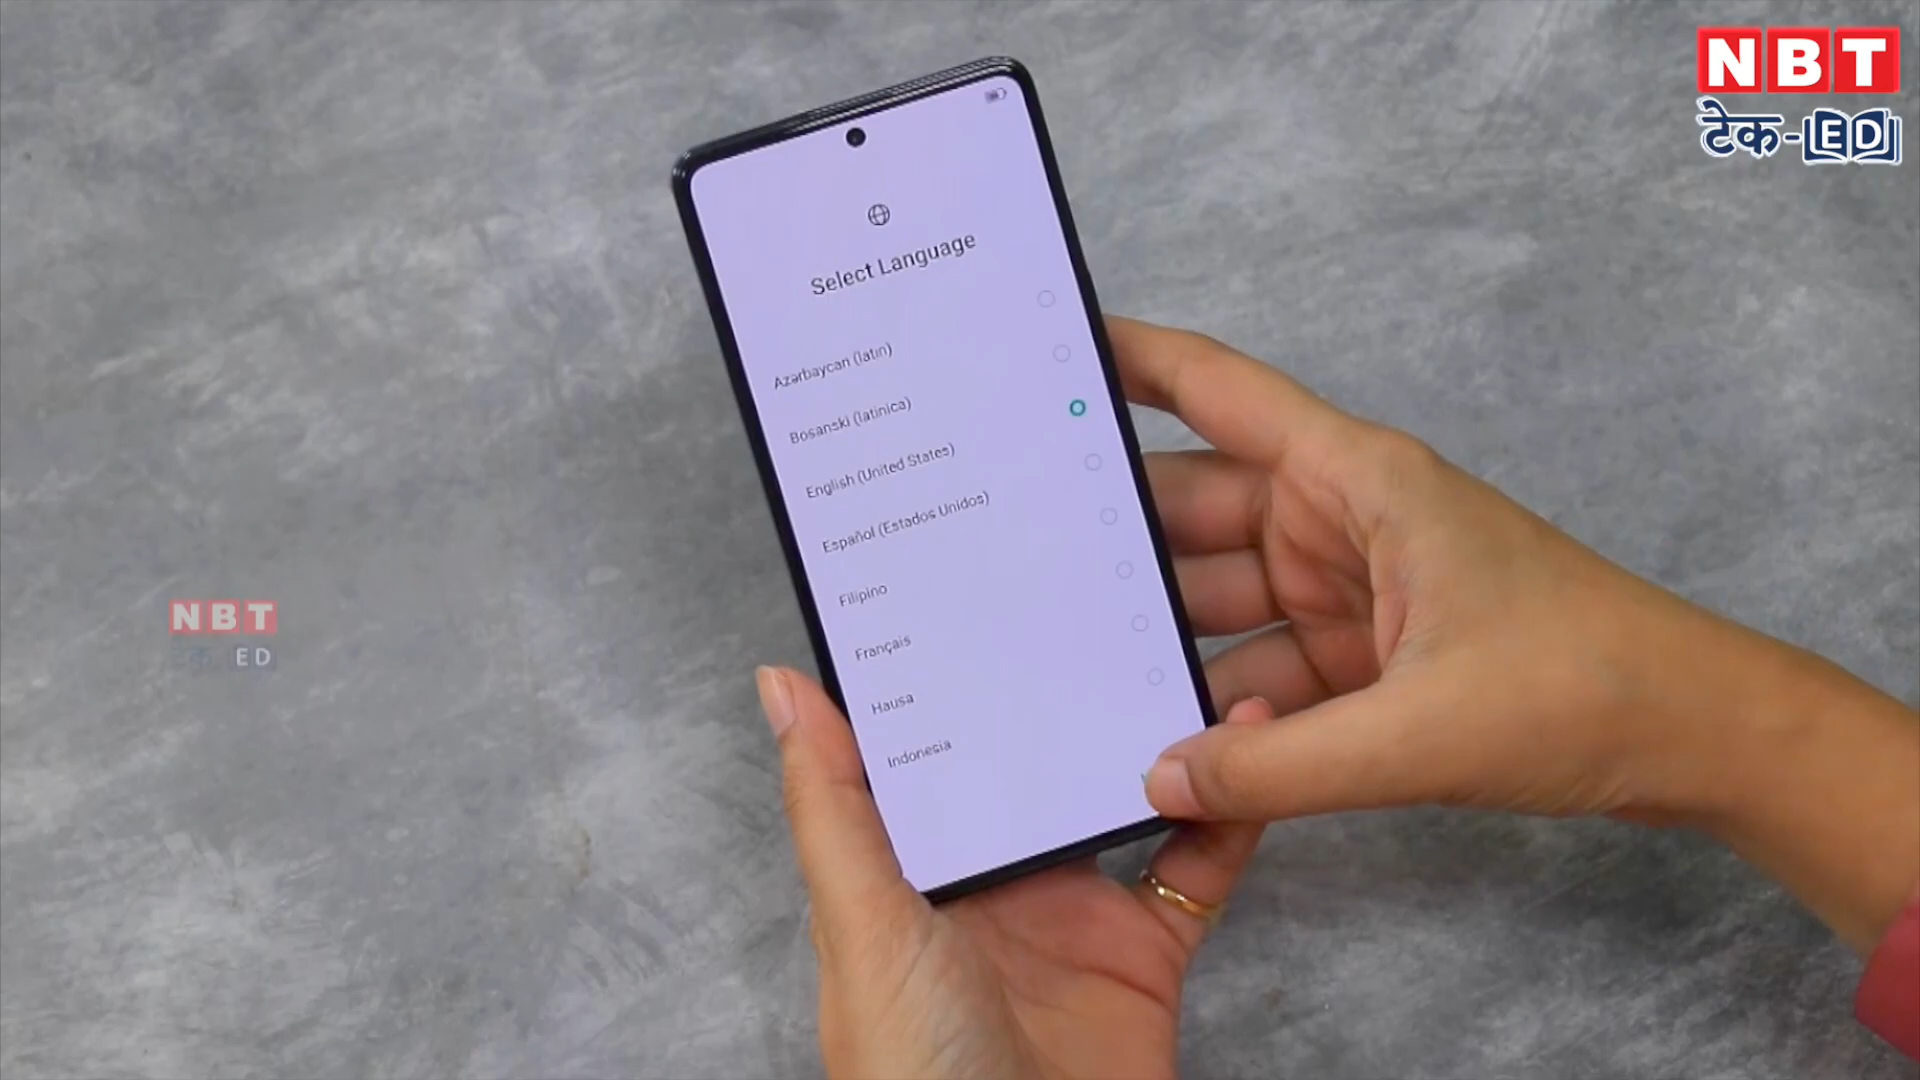 NBT
टेक-ED
Select Language
Azərbaycan (latın)
Bosanski (latinica)
English (United States)
Español (Estados Unidos)
Filipino
Français
Hausa
Indonesia
NBT
टेक ED